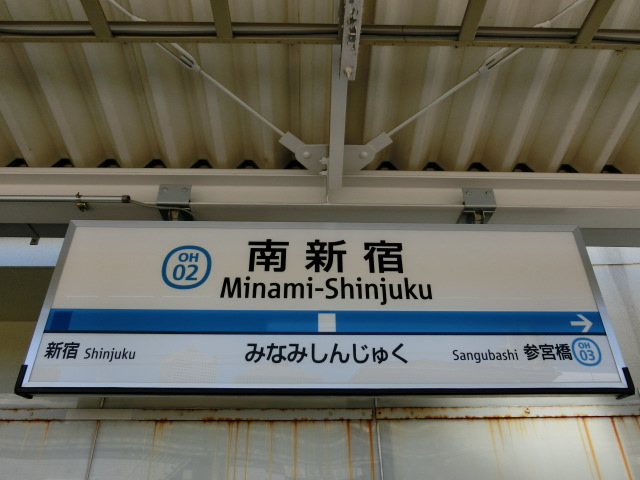 OH
02
南新宿
Minami-Shinjuku
新宿 Shinjuku
みなみしんじゅく
Sangubashi 参宮橋
OH
03